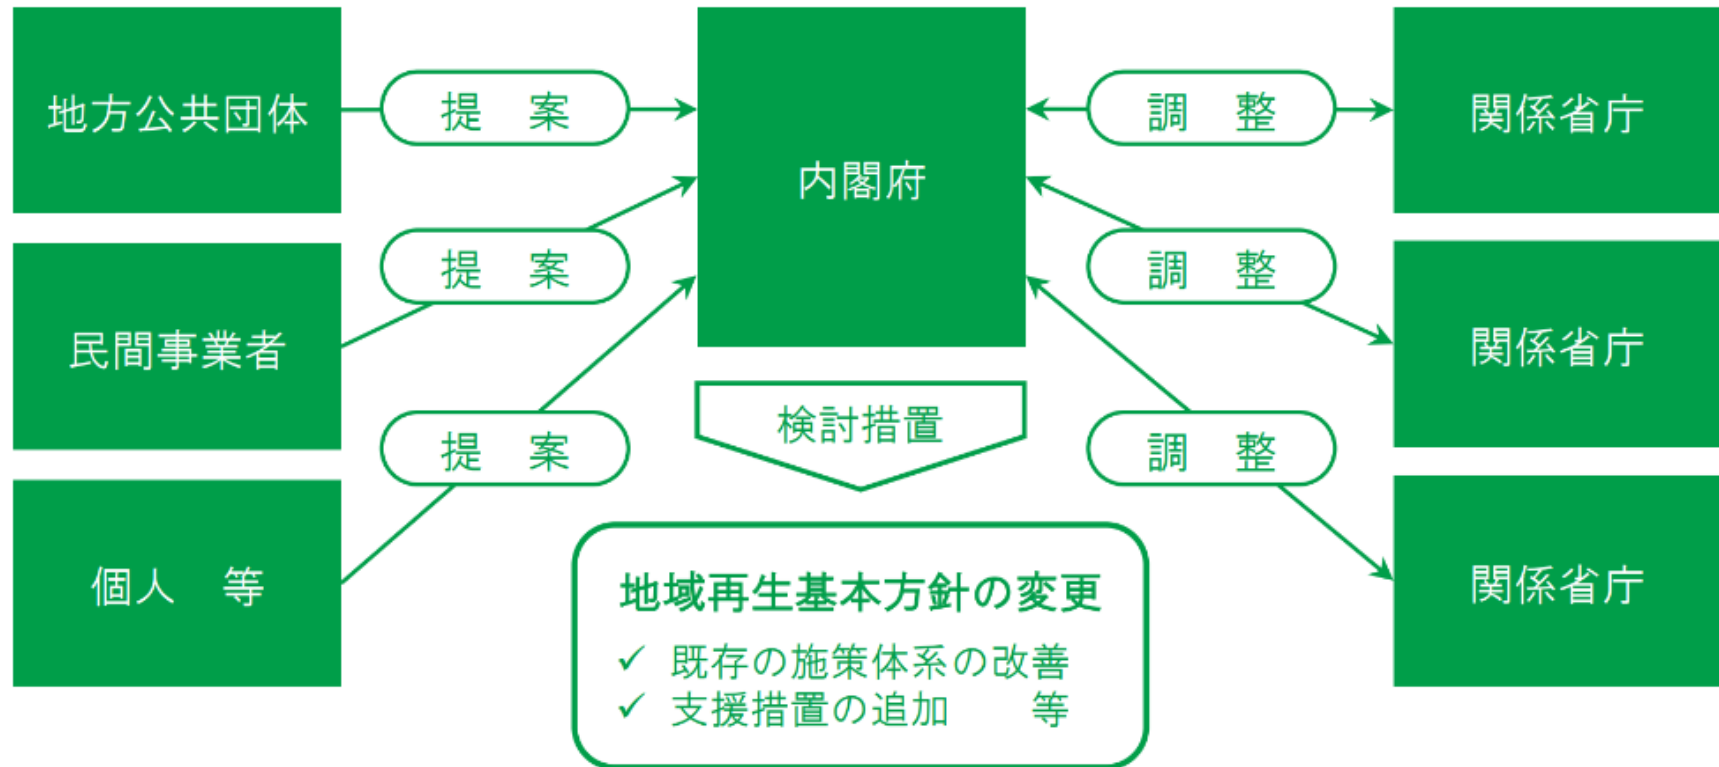 地方公共団体
提　案
内閣府
調　整
関係省庁
民間事業者
提　案
調　整
関係省庁
検討措置
個人　等
提　案
調　整
関係省庁
地域再生基本方針の変更
✓ 既存の施策体系の改善
✓ 支援措置の追加　　等